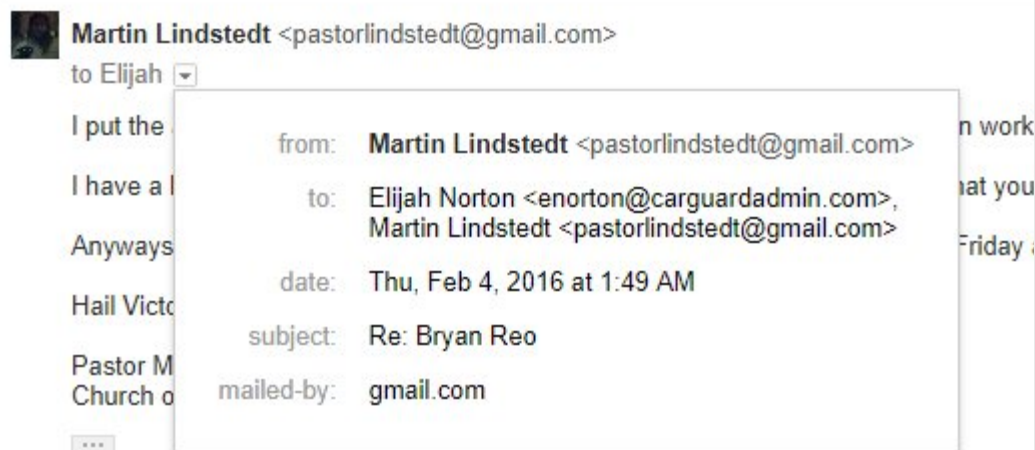 Martin Lindstedt <pastorlindstedt@gmail.com>
to Elijah
I put the
n work
from: Martin Lindstedt <pastorlindstedt@gmail.com>
I have a
hat you
to: Elijah Norton <enorton@carguardadmin.com>,
Martin Lindstedt <pastorlindstedt@gmail.com>
Anyways
Friday
date: Thu, Feb 4, 2016 at 1:49 AM
Hail Victo
subject: Re: Bryan Reo
Pastor M
mailed-by: gmail.com
Church o